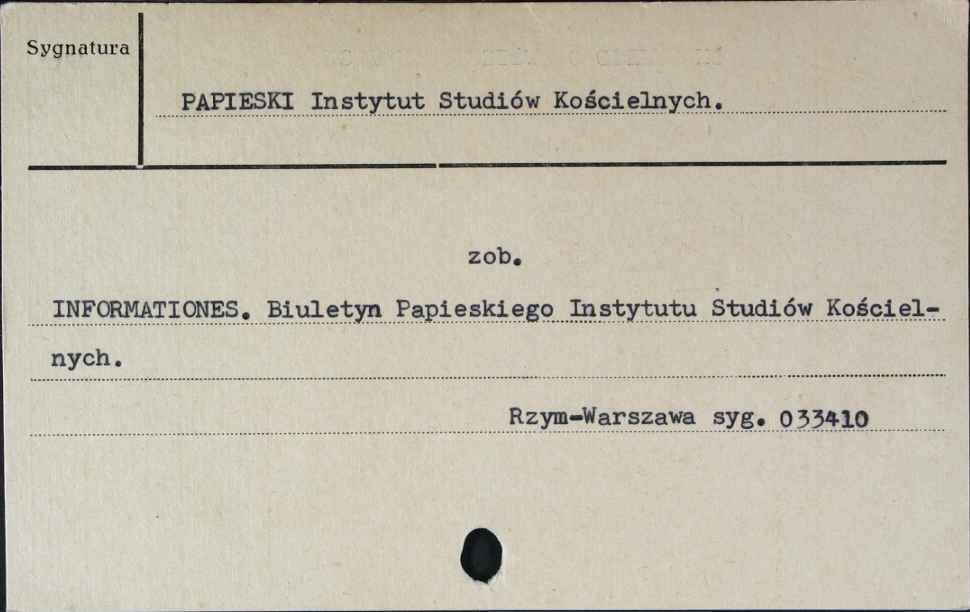 Sygnatura
PAPIESKI Instytut Studiów Kościelnych.
zob.
INFORMATIONES. Biuletyn Papieskiego Instytutu Studiów Kościel-
nych.
Rzym-Warszawa syg. 033410